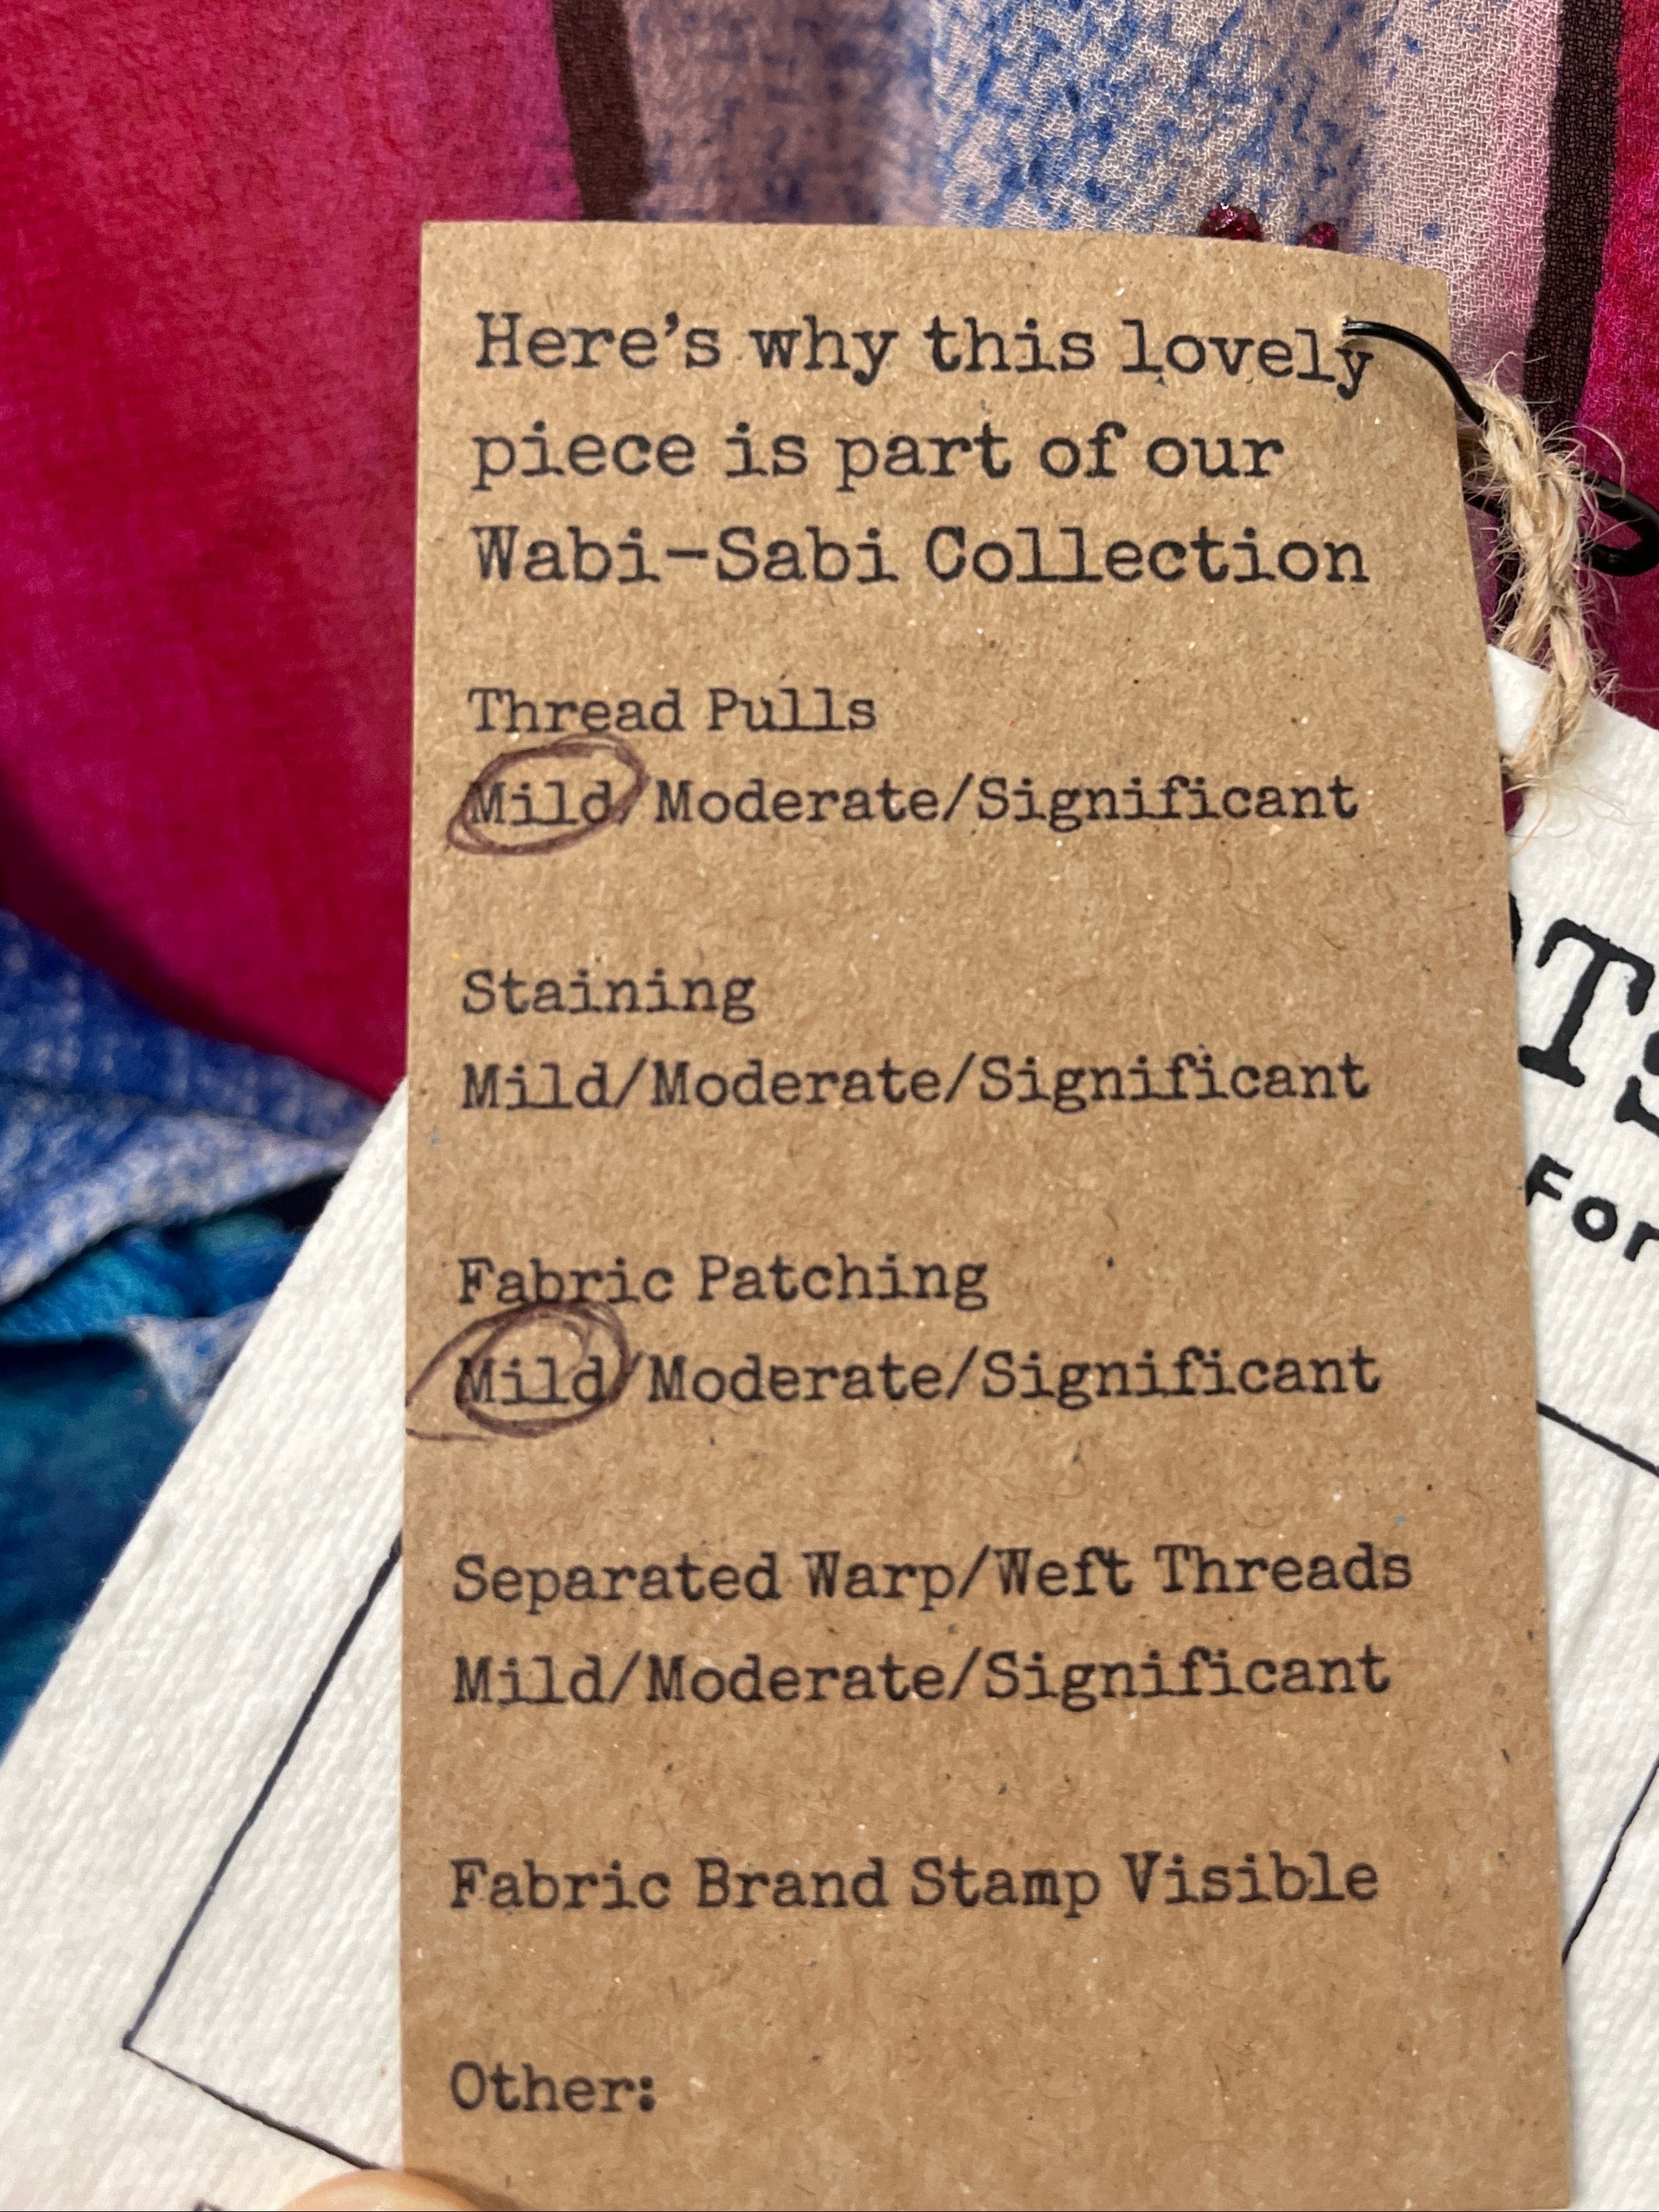 Here's why this lovely
piece is part of our
Wabi-Sabi Collection
Thread Pulls
Mild/Moderate/Significant
Staining
Mild/Moderate/Significant
Fabric Patching
Mild/Moderate/Significant
Separated Warp/Weft Threads
Mild/Moderate/Significant
Fabric Brand Stamp Visible
Other: